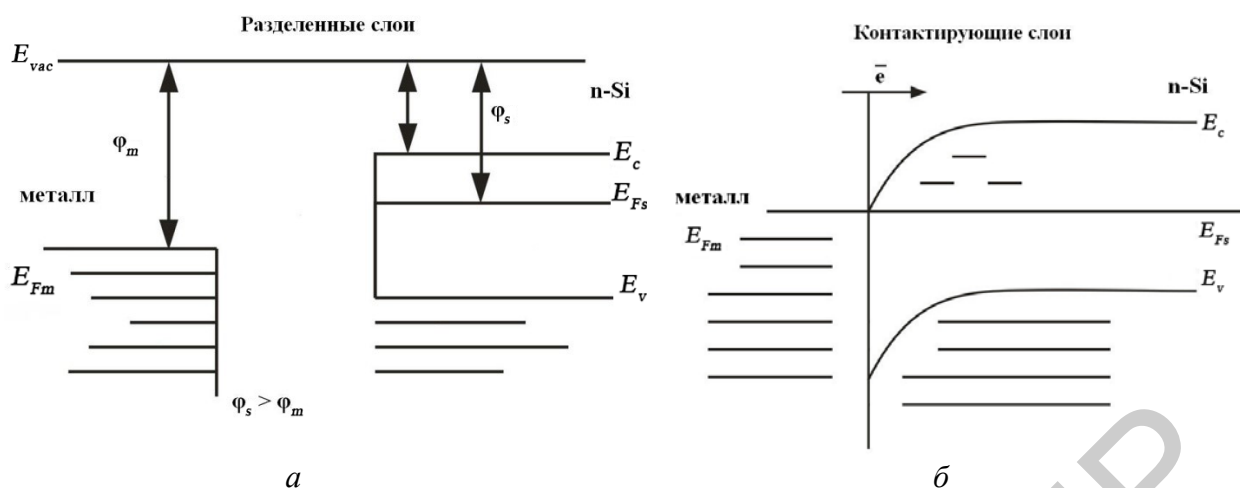 Разделенные слои
E_vac
n-Si
φ_s
φ_m
E_c
металл
E_Fs
E_Fm
E_v
φ_s > φ_m
а
Контактирующие слои
e̅
n-Si
E_c
металл
E_Fm
E_Fs
E_v
б